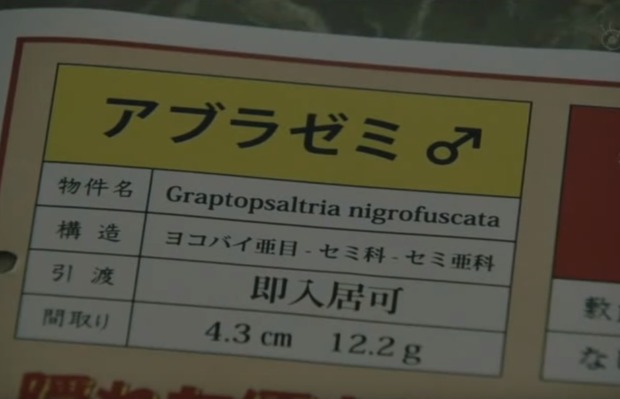 アブラゼミ♂
物件名 Graptopsaltria nigrofuscata
構造 ヨコバイ亜目 - セミ科 - セミ亜科
引渡 即入居可
間取り 4.3 cm 12.2 g
敷
な